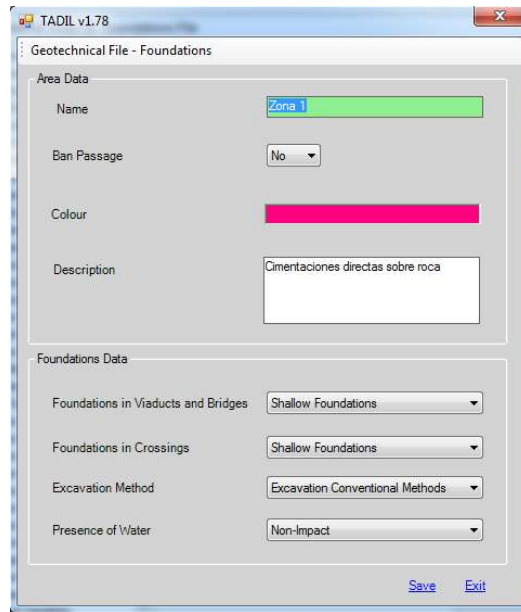 TADIL v1.78
Geotechnical File - Foundations
Area Data
Name Zona 1
Ban Passage No
Colour
Description Cimentaciones directas sobre roca
Foundations Data
Foundations in Viaducts and Bridges Shallow Foundations
Foundations in Crossings Shallow Foundations
Excavation Method Excavation Conventional Methods
Presence of Water Non-Impact
Save Exit